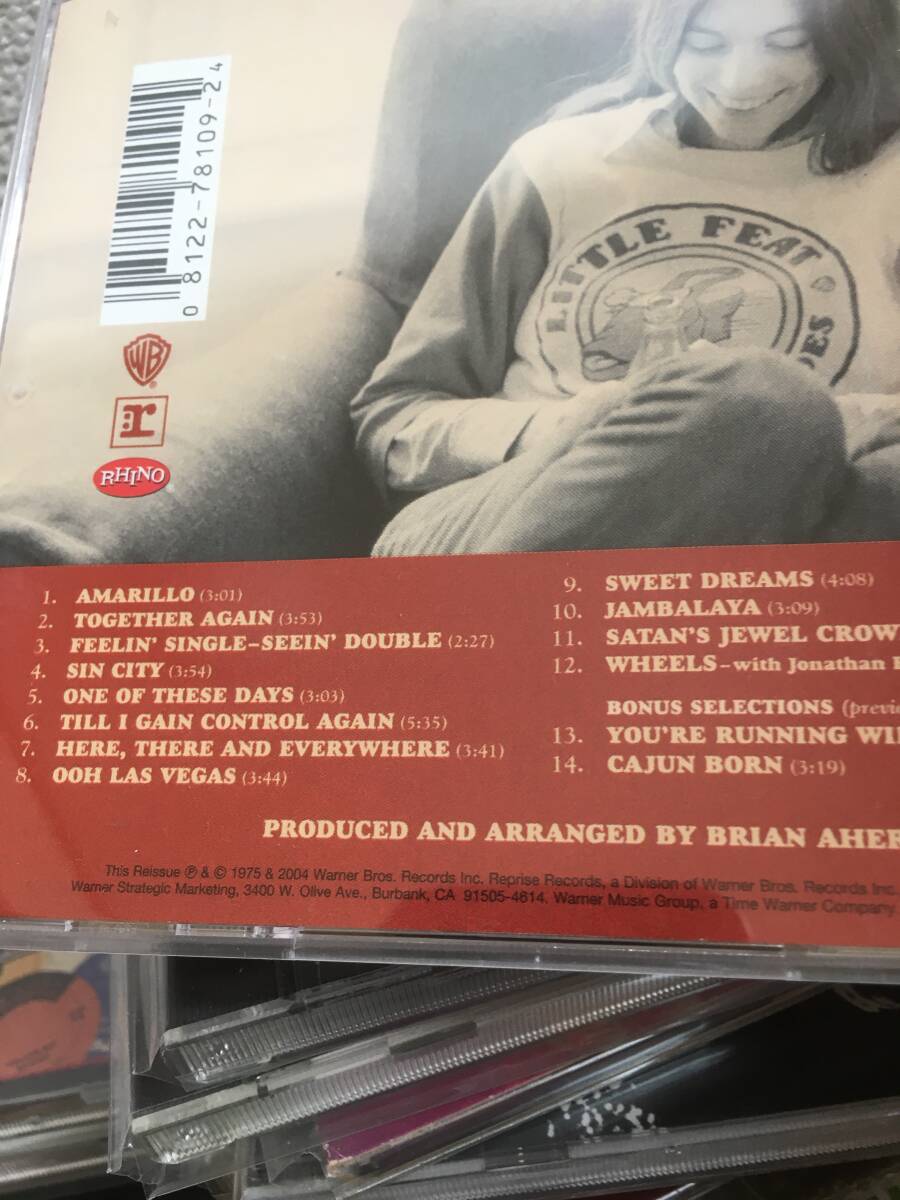 0 8122-78109-2 4
WB
r
RHINO
LITTLE FEAT
1. AMARILLO (3:01)
2. TOGETHER AGAIN (3:53)
3. FEELIN' SINGLE–SEEIN' DOUBLE (2:27)
4. SIN CITY (3:54)
5. ONE OF THESE DAYS (3:03)
6. TILL I GAIN CONTROL AGAIN (5:35)
7. HERE, THERE AND EVERYWHERE (3:41)
8. OOH LAS VEGAS (3:44)
9. SWEET DREAMS (4:08)
10. JAMBALAYA (3:09)
11. SATAN'S JEWEL
12. WHEELS–with Jonathan
BONUS SELECTIONS
13. YOU'RE RUNNING
14. CAJUN BORN (3:19)
PRODUCED AND ARRANGED BY BRIAN
This Reissue ℗ & © 1975 & 2004 Warner Bros. Records Inc. Reprise Records, a Division of Warner Bros. Records Inc.
Warner Strategic Marketing, 3400 W. Olive Ave., Burbank, CA 91505-4614. Warner Music Group, a Time Warner Company.